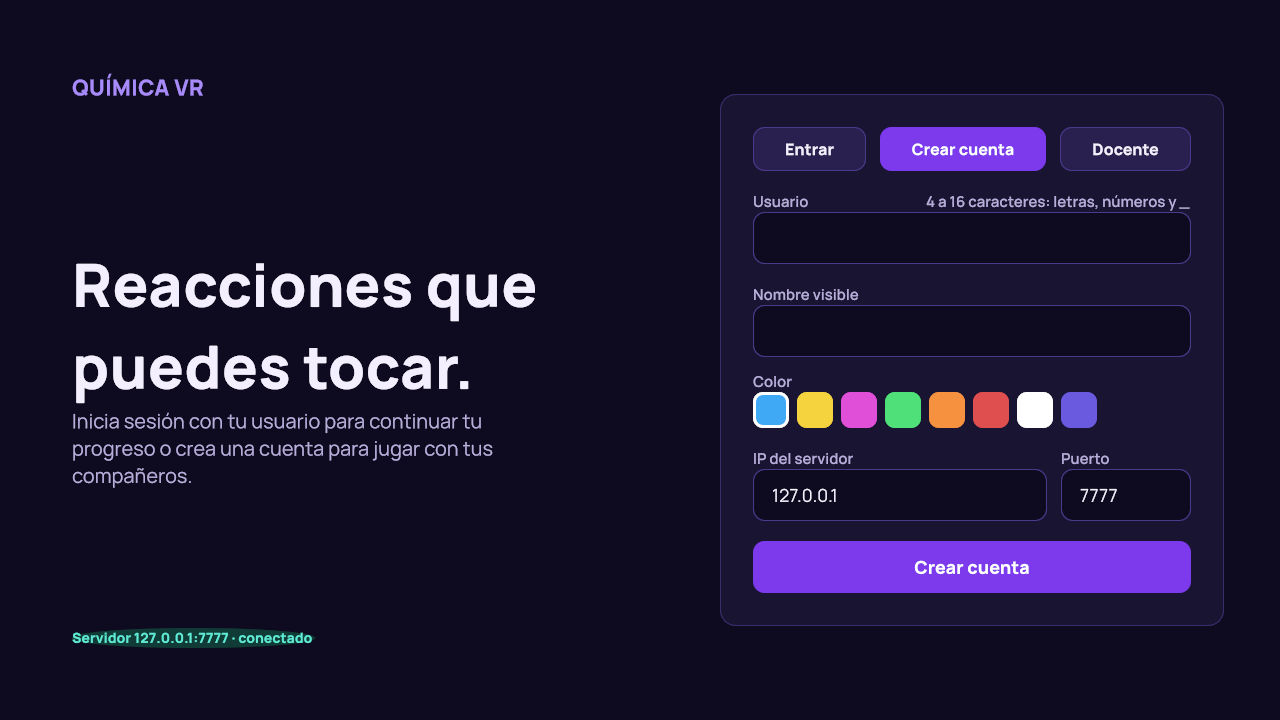 QUÍMICA VR
Reacciones que
puedes tocar.
Inicia sesión con tu usuario para continuar tu
progreso o crea una cuenta para jugar con tus
compañeros.
Servidor 127.0.0.1:7777 · conectado
Entrar
Crear cuenta
Docente
Usuario
4 a 16 caracteres: letras, números y _
Nombre visible
Color
IP del servidor
Puerto
127.0.0.1
7777
Crear cuenta